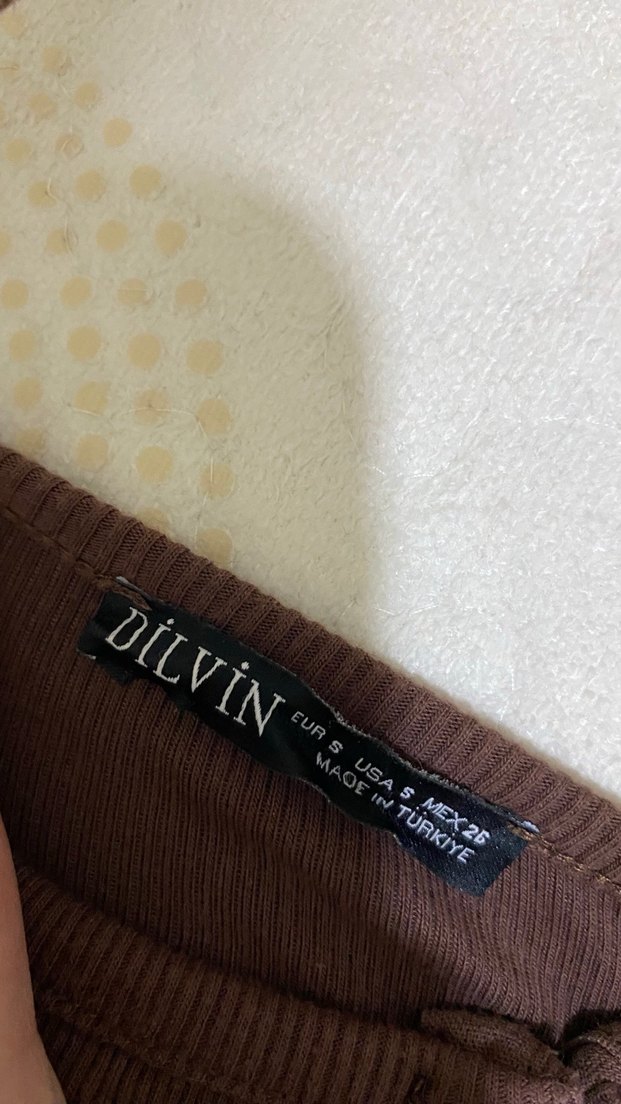 DİLVİN
EUR S USA S MEX 26
MADE IN TÜRKİYE